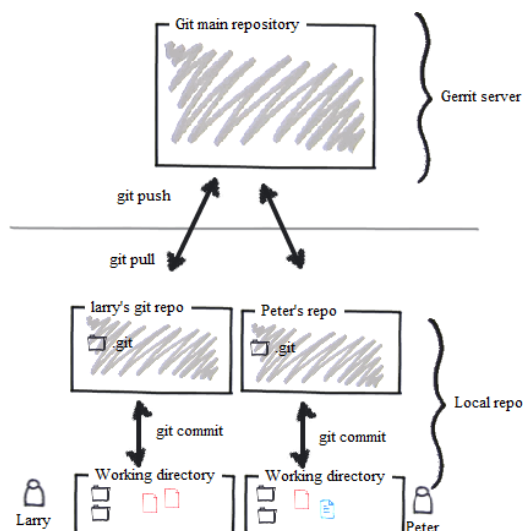 Git main repository
Gerrit server
git push
git pull
larry's git repo
Peter's repo
.git
.git
Local repo
git commit
git commit
Working directory
Working directory
Larry
Peter